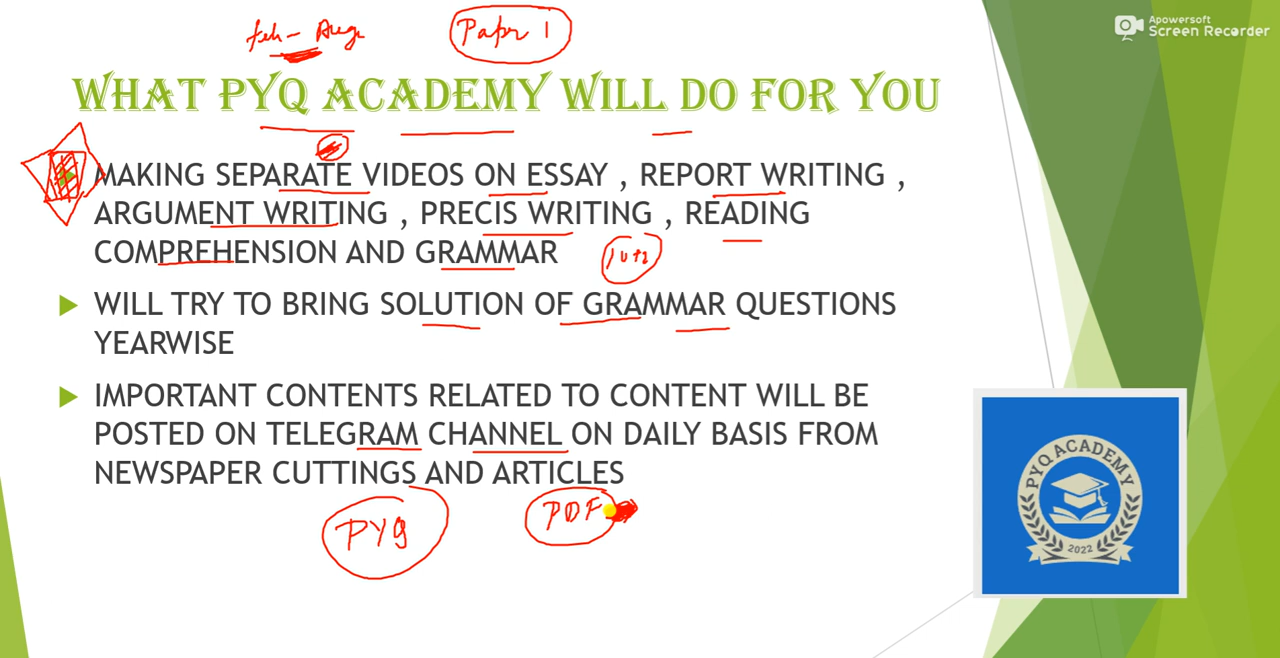 Apowersoft
Screen Recorder
Feb - Aug
Paper 1
WHAT PYQ ACADEMY WILL DO FOR YOU
MAKING SEPARATE VIDEOS ON ESSAY , REPORT WRITING ,
ARGUMENT WRITING , PRECIS WRITING , READING
COMPREHENSION AND GRAMMAR
WILL TRY TO BRING SOLUTION OF GRAMMAR QUESTIONS
YEARWISE
IMPORTANT CONTENTS RELATED TO CONTENT WILL BE
POSTED ON TELEGRAM CHANNEL ON DAILY BASIS FROM
NEWSPAPER CUTTINGS AND ARTICLES
PYQ
PDF
PYQ ACADEMY
2022